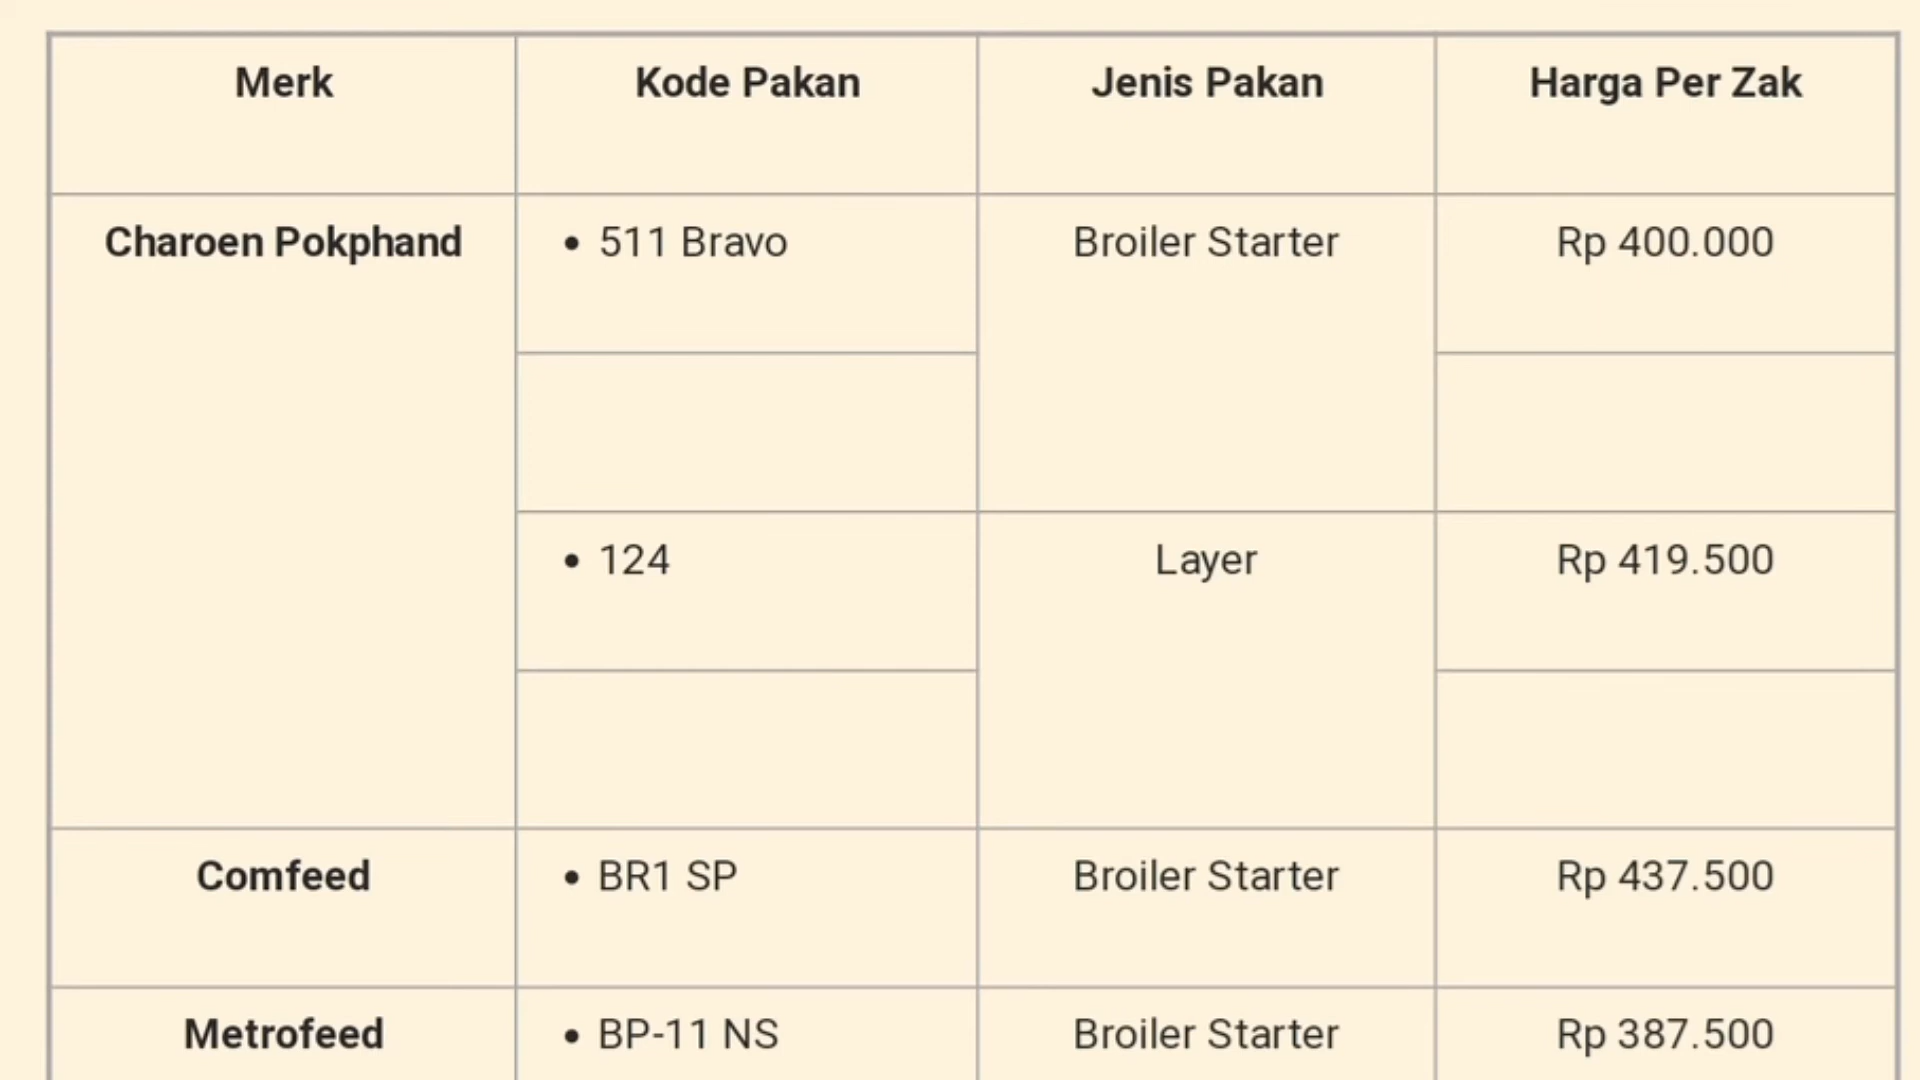 Merk Kode Pakan Jenis Pakan Harga Per Zak
Charoen Pokphand • 511 Bravo Broiler Starter Rp 400.000
• 124 Layer Rp 419.500
Comfeed • BR1 SP Broiler Starter Rp 437.500
Metrofeed • BP-11 NS Broiler Starter Rp 387.500